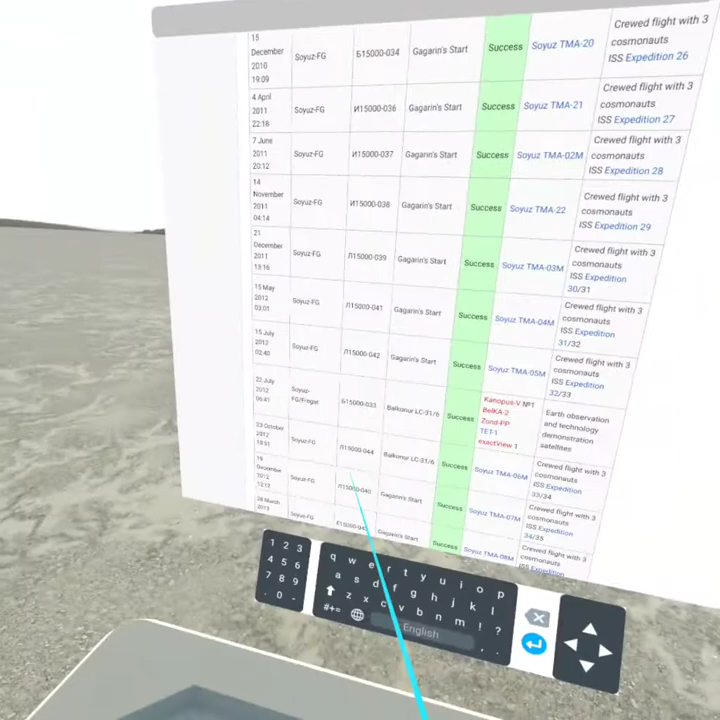 15 December 2010 19:09 Soyuz-FG Б15000-034 Gagarin's Start Success Soyuz TMA-20 Crewed flight with 3 cosmonauts ISS Expedition 26
4 April 2011 22:18 Soyuz-FG И15000-036 Gagarin's Start Success Soyuz TMA-21 Crewed flight with 3 cosmonauts ISS Expedition 27
7 June 2011 20:12 Soyuz-FG И15000-037 Gagarin's Start Success Soyuz TMA-02M Crewed flight with 3 cosmonauts ISS Expedition 28
14 November 2011 04:14 Soyuz-FG И15000-038 Gagarin's Start Success Soyuz TMA-22 Crewed flight with 3 cosmonauts ISS Expedition 29
21 December 2011 13:16 Soyuz-FG Л15000-039 Gagarin's Start Success Soyuz TMA-03M Crewed flight with 3 cosmonauts ISS Expedition 30/31
15 May 2012 03:01 Soyuz-FG Л15000-041 Gagarin's Start Success Soyuz TMA-04M Crewed flight with 3 cosmonauts ISS Expedition 31/32
15 July 2012 02:40 Soyuz-FG Л15000-042 Gagarin's Start Success Soyuz TMA-05M Crewed flight with 3 cosmonauts ISS Expedition 32/33
22 July 2012 06:41 Soyuz-FG/Fregat Б15000-033 Baikonur LC-31/6 Success Kanopus-V №1 BelKA-2 Zond-PP TET-1 exactView 1 Earth observation and technology demonstration satellites
23 October 2012 Soyuz-FG Л15000-044 Baikonur LC-31/6 Success Soyuz TMA-06M Crewed flight with 3 cosmonauts ISS Expedition 33/34
19 December 2012 12:12 Soyuz-FG Gagarin's Start Success Soyuz TMA-07M Crewed flight with 3 cosmonauts ISS Expedition 34/35
28 March 2013 Soyuz-FG Gagarin's Start Success Soyuz TMA-08M Crewed flight with 3 cosmonauts
1 2 3 q w e r t y u i o p
4 5 6 a s d f g h j k l
7 8 9 z x c v b n m ! ?
. 0 - #+= English , .